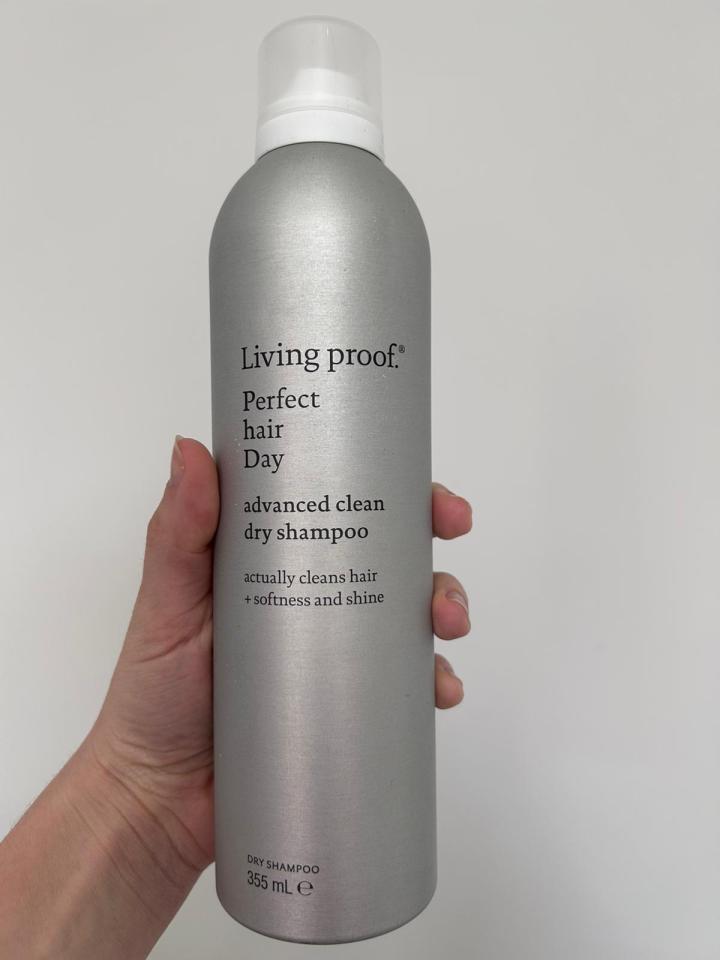 Living proof.®
Perfect
hair
Day
advanced clean
dry shampoo
actually cleans hair
+ softness and shine
DRY SHAMPOO
355 mL ℮